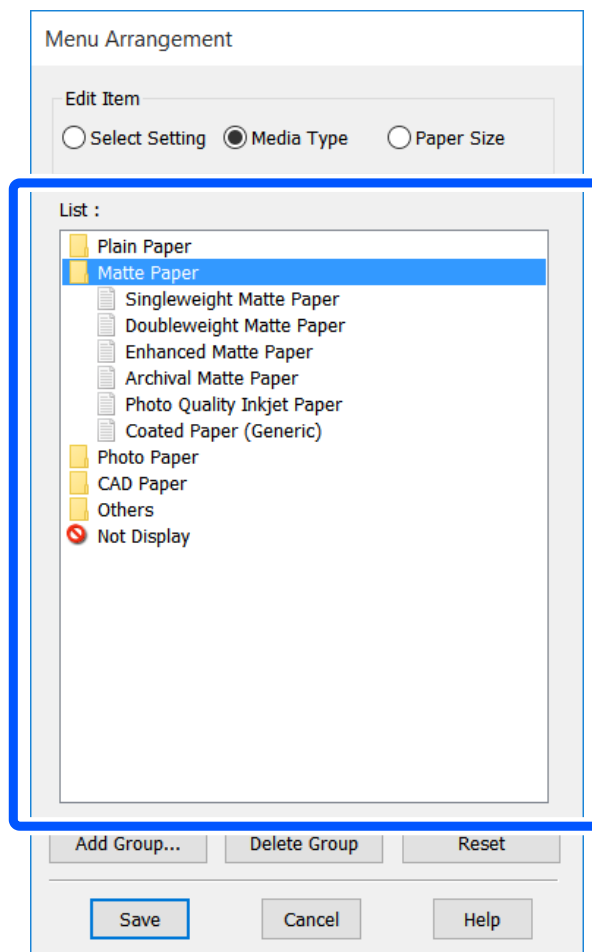 Menu Arrangement
Edit Item
Select Setting Media Type Paper Size
List :
Plain Paper
Matte Paper
Singleweight Matte Paper
Doubleweight Matte Paper
Enhanced Matte Paper
Archival Matte Paper
Photo Quality Inkjet Paper
Coated Paper (Generic)
Photo Paper
CAD Paper
Others
Not Display
Add Group... Delete Group Reset
Save Cancel Help